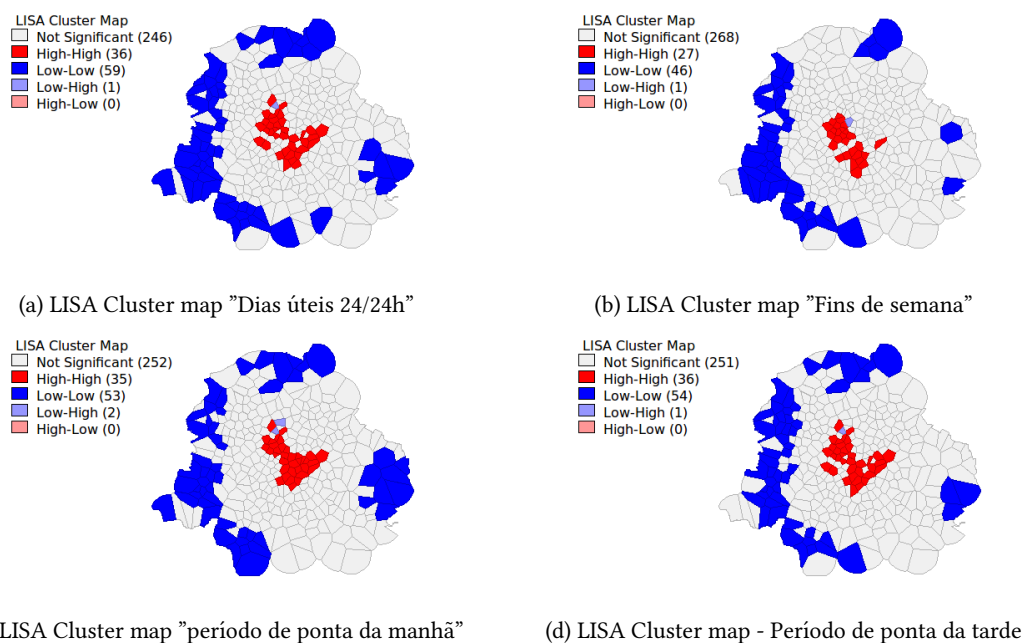 LISA Cluster Map
Not Significant (246)
High-High (36)
Low-Low (59)
Low-High (1)
High-Low (0)
LISA Cluster Map
Not Significant (268)
High-High (27)
Low-Low (46)
Low-High (1)
High-Low (0)
(a) LISA Cluster map ”Dias úteis 24/24h”
(b) LISA Cluster map ”Fins de semana”
LISA Cluster Map
Not Significant (252)
High-High (35)
Low-Low (53)
Low-High (2)
High-Low (0)
LISA Cluster Map
Not Significant (251)
High-High (36)
Low-Low (54)
Low-High (1)
High-Low (0)
LISA Cluster map ”período de ponta da manhã”
(d) LISA Cluster map - Período de ponta da tarde